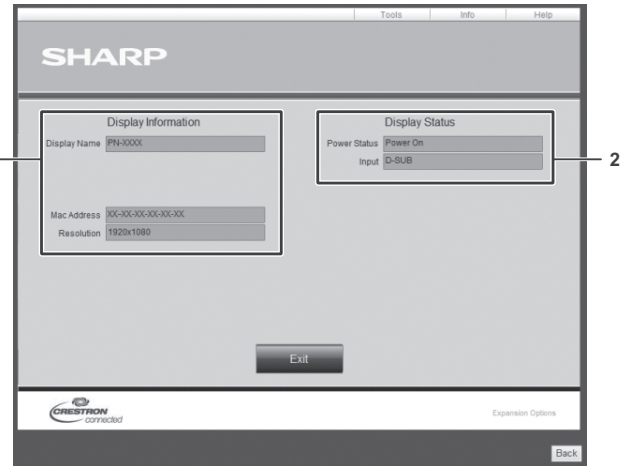 Tools Info Help
SHARP
Display Information
Display Name PN-XXXX
Mac Address XX-XX-XX-XX-XX-XX
Resolution 1920x1080
Display Status
Power Status Power On
Input D-SUB
2
Exit
CRESTRON
connected
Expansion Options
Back